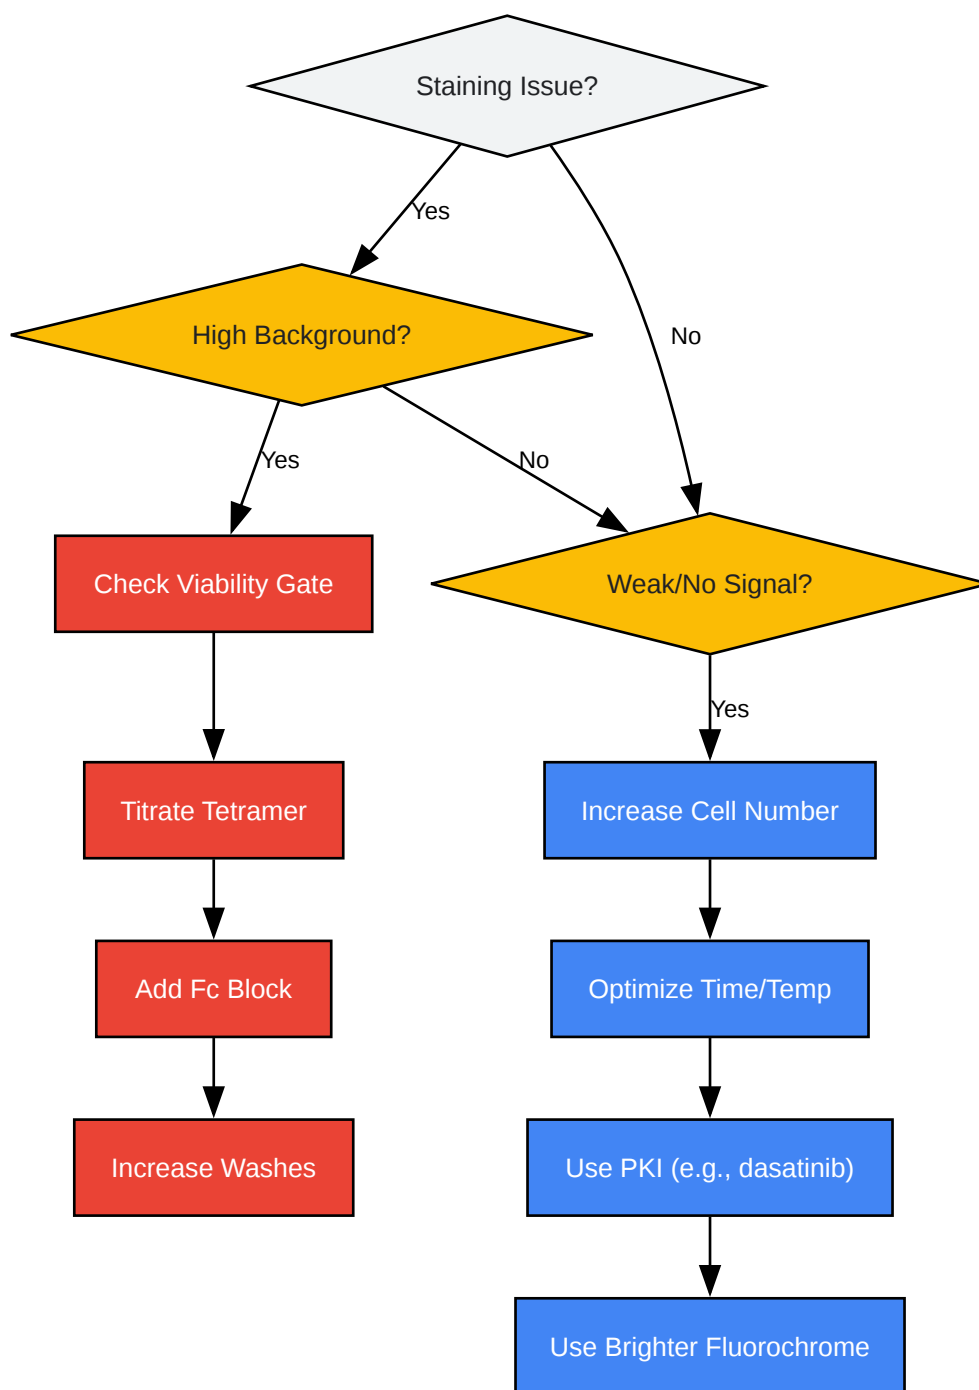 Staining Issue?
Yes
High Background?
No
Yes
No
Check Viability Gate
Weak/No Signal?
Yes
Titrate Tetramer
Increase Cell Number
Add Fc Block
Optimize Time/Temp
Increase Washes
Use PKI (e.g., dasatinib)
Use Brighter Fluorochrome